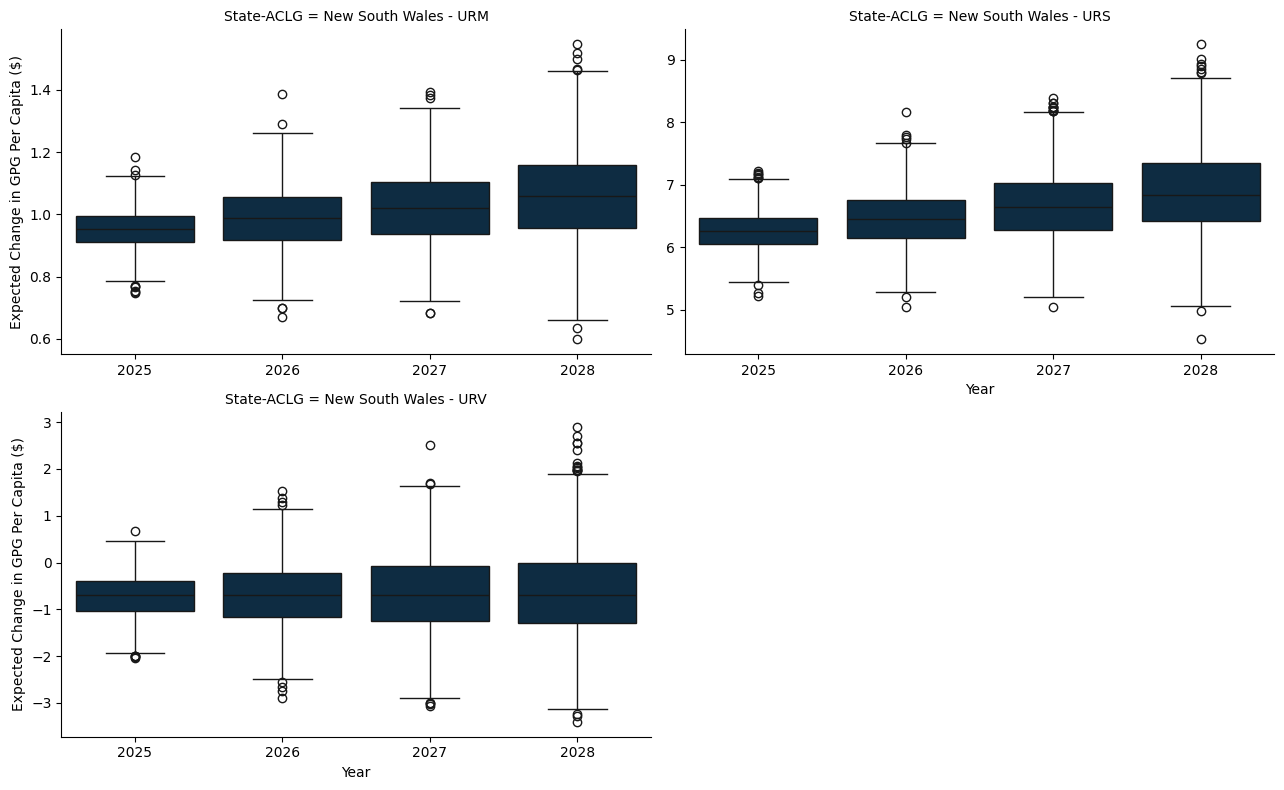 State-ACLG = New South Wales - URM
Expected Change in GPG Per Capita ($)
1.4
1.2
1.0
0.8
0.6
2025 2026 2027 2028
State-ACLG = New South Wales - URS
9
8
7
6
5
2025 2026 2027 2028
Year
State-ACLG = New South Wales - URV
Expected Change in GPG Per Capita ($)
3
2
1
0
−1
−2
−3
2025 2026 2027 2028
Year